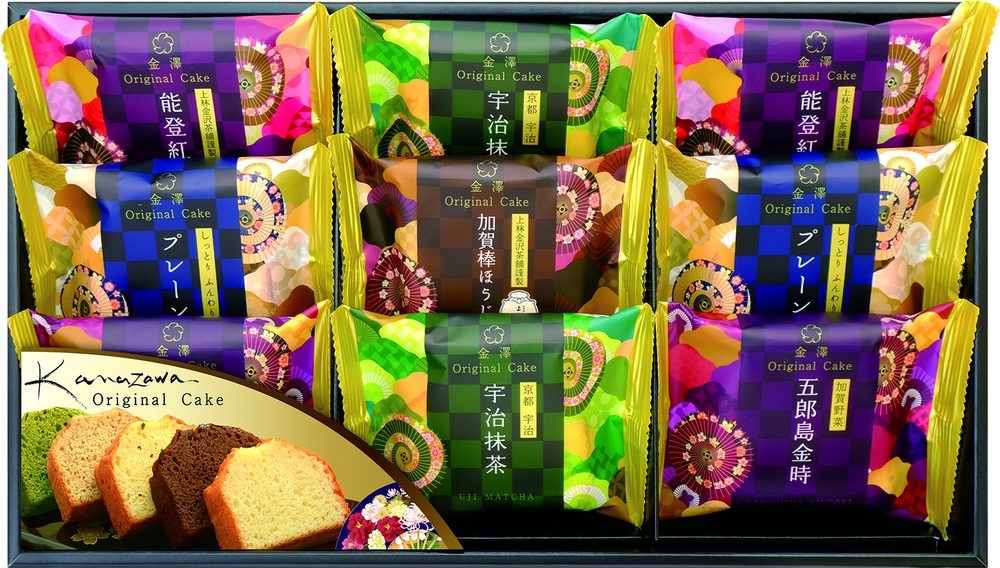 金澤
Original Cake
上林金沢茶舗謹製
能登紅
金澤
Original Cake
京都 宇治
宇治抹
金澤
Original Cake
上林金沢茶舗謹製
能登紅
金澤
Original Cake
しっとり ふんわり
プレーン
金澤
Original Cake
上林金沢茶舗謹製
加賀棒ほうじ
金澤
Original Cake
しっとり ふんわり
プレーン
Kanazawa
Original Cake
金澤
Original Cake
京都 宇治
宇治抹茶
UJI MATCHA
金澤
Original Cake
加賀野菜
五郎島金時